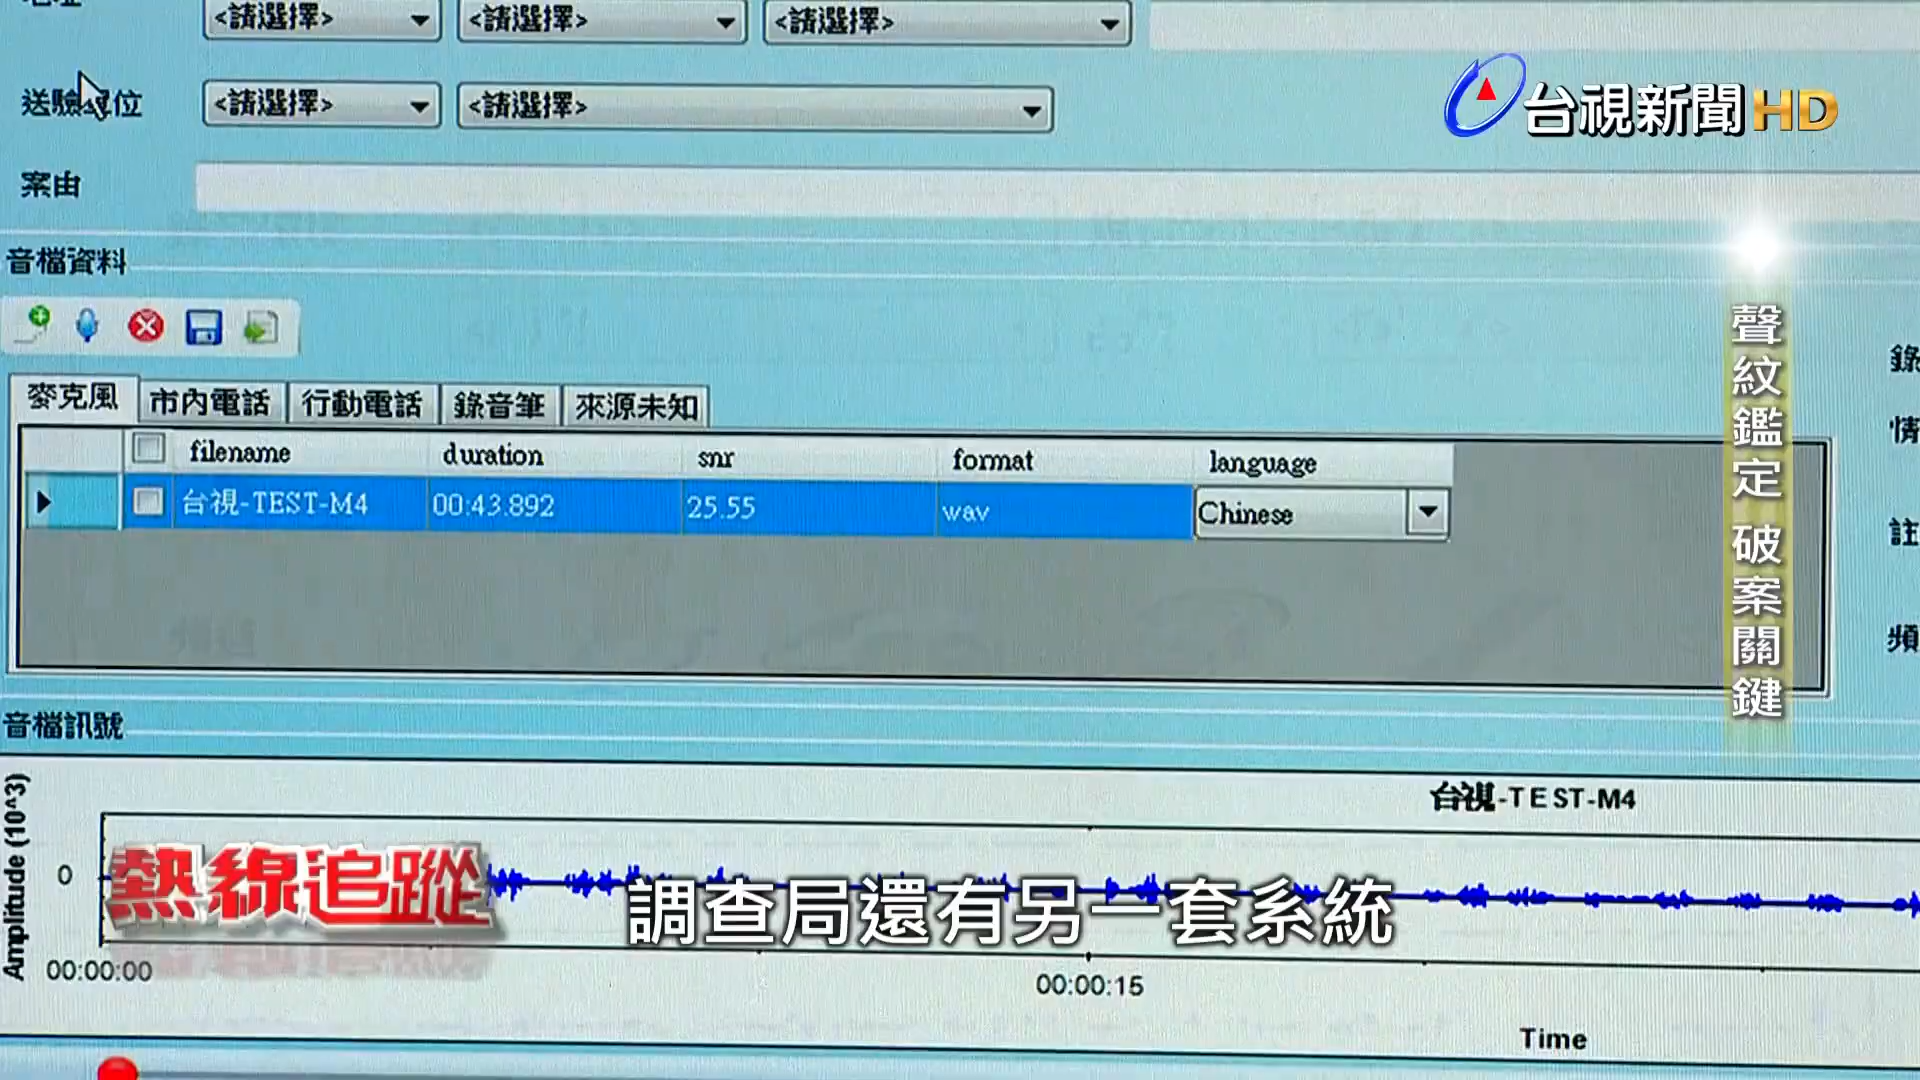 <請選擇> <請選擇> <請選擇>
送驗單位 <請選擇> <請選擇>
台視新聞HD
案由
音檔資料
聲紋鑑定 破案關鍵
麥克風 市內電話 行動電話 錄音筆 來源未知
filename duration snr format language
台視-TEST-M4 00:43.892 25.55 wav Chinese
錄
情
註
頻
音檔訊號
台視-TEST-M4
Amplitude (10^3)
0
熱線追蹤
調查局還有另一套系統
00:00:00 00:00:15
Time